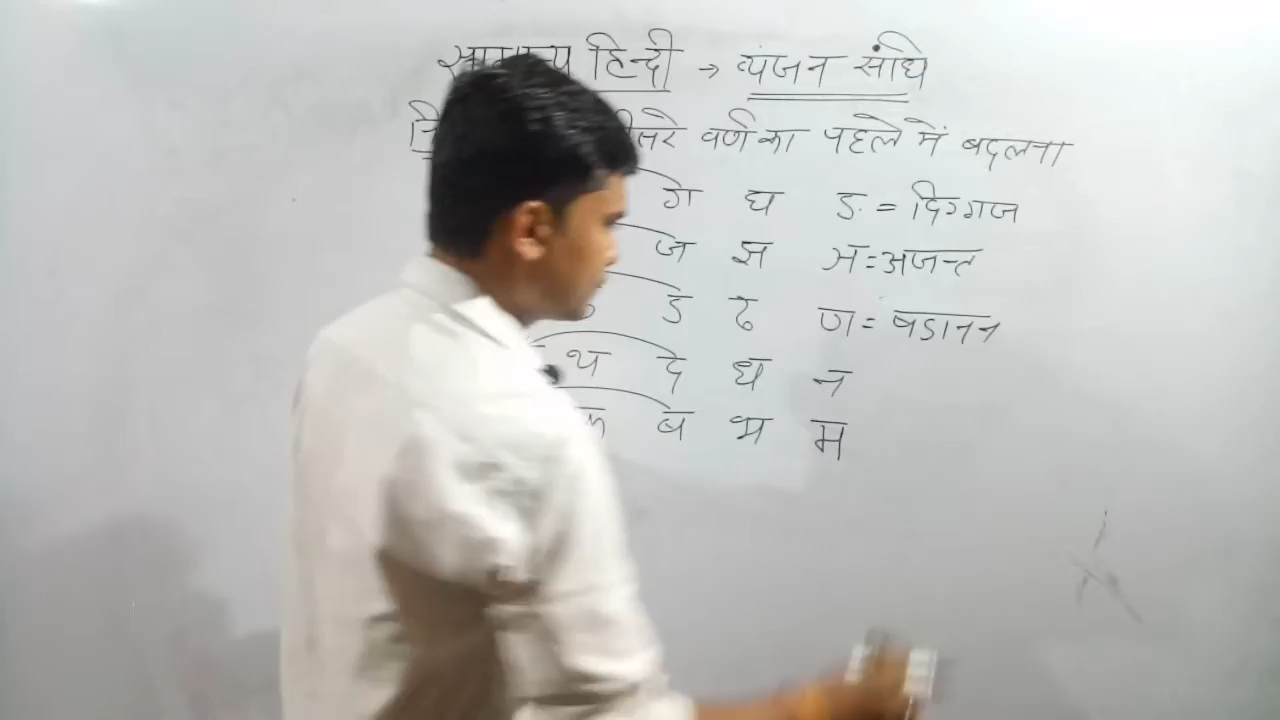 हिन्दी → व्यंजन संधि
वर्ण का पहले में बदलना
ग घ ङ = दिग्गज
ज झ ञ = अजन्त
ड ढ ण = षडानन
थ द ध न
ब भ म